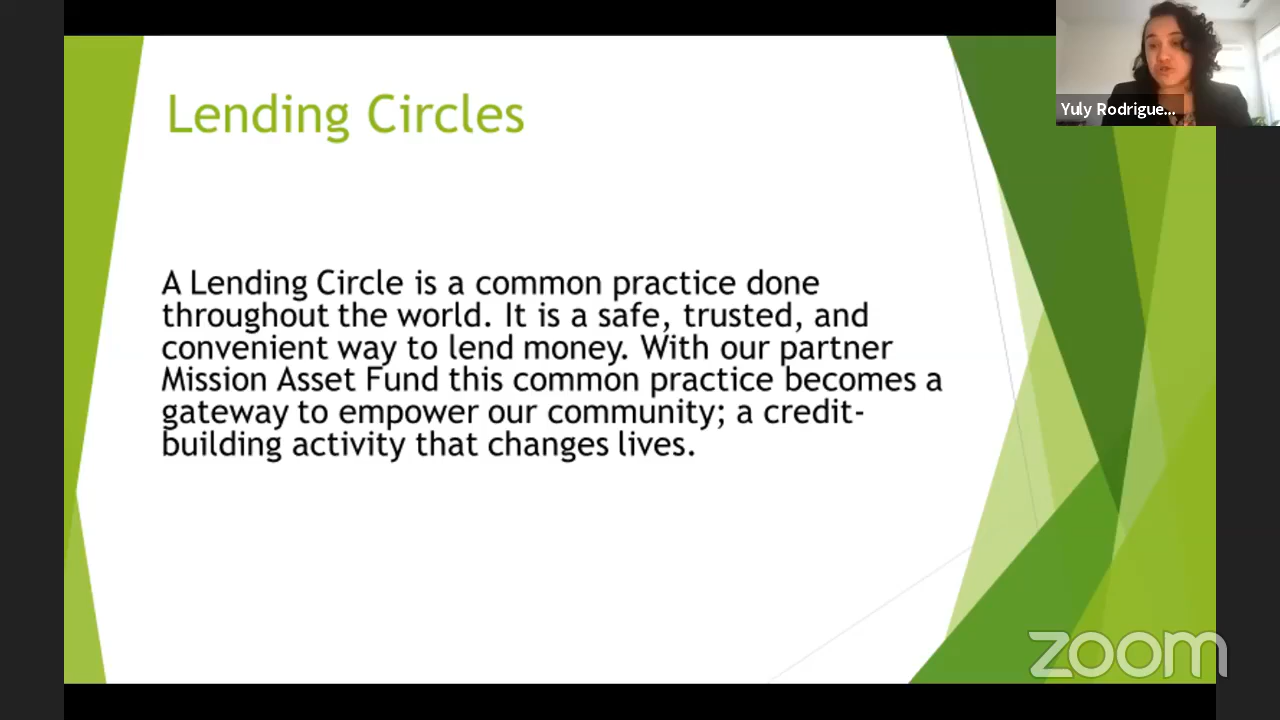 Lending Circles
Yuly Rodrigue...
A Lending Circle is a common practice done
throughout the world. It is a safe, trusted, and
convenient way to lend money. With our partner
Mission Asset Fund this common practice becomes a
gateway to empower our community; a credit-
building activity that changes lives.
zoom